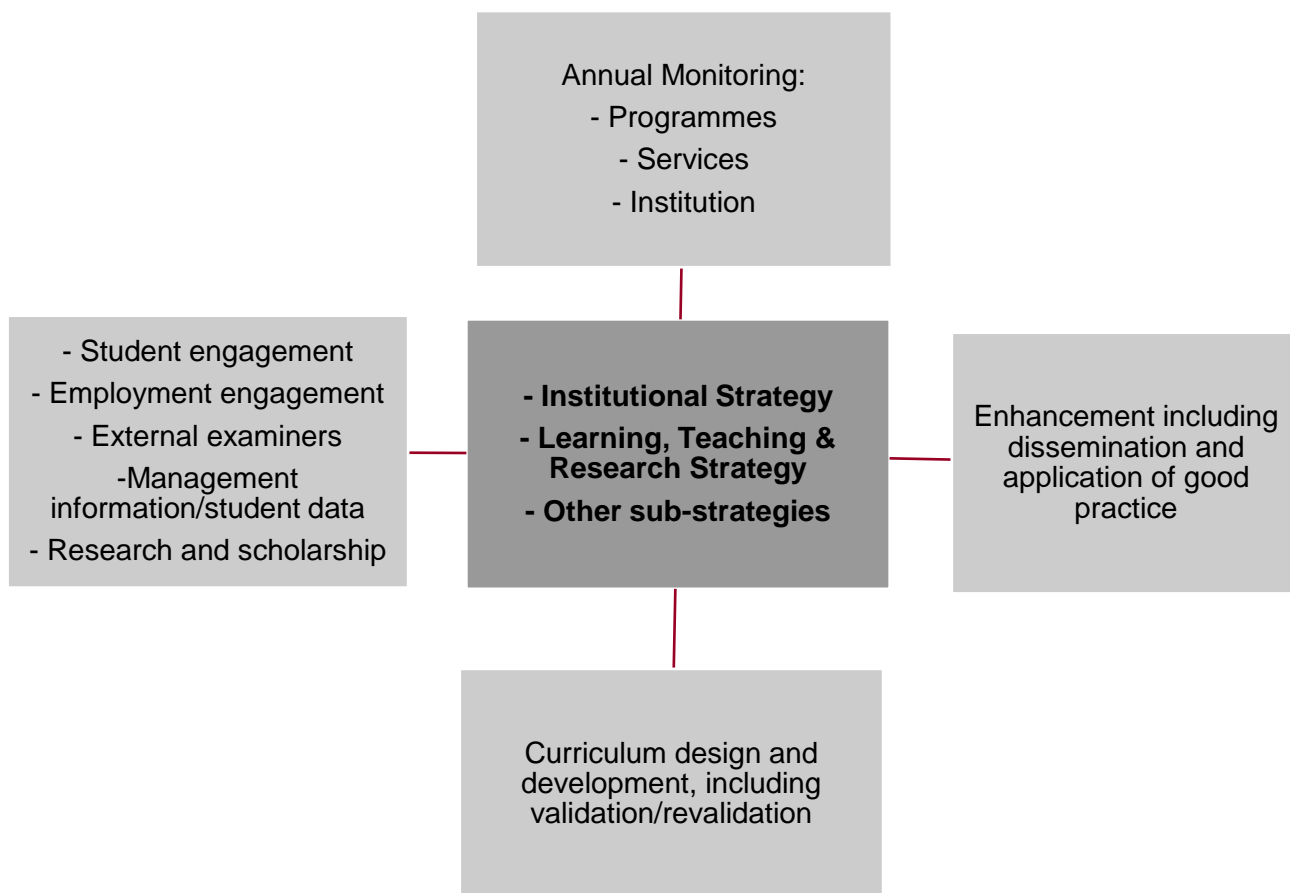 Annual Monitoring:
- Programmes
- Services
- Institution
- Student engagement
- Employment engagement
- External examiners
-Management
information/student data
- Research and scholarship
- Institutional Strategy
- Learning, Teaching &
Research Strategy
- Other sub-strategies
Enhancement including
dissemination and
application of good
practice
Curriculum design and
development, including
validation/revalidation